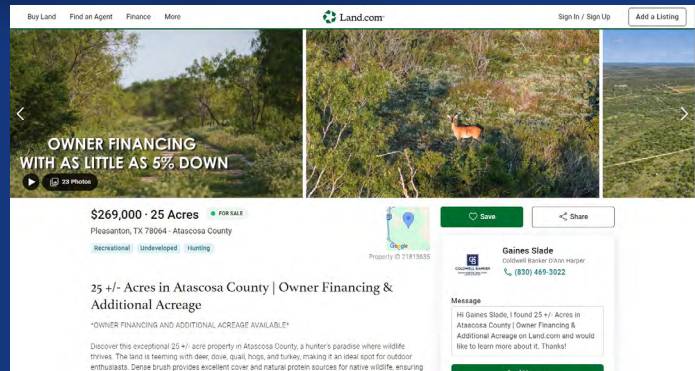 Buy Land Find an Agent Finance More Land.com Sign In / Sign Up Add a Listing
OWNER FINANCING
WITH AS LITTLE AS 5% DOWN
23 Photos
$269,000 · 25 Acres FOR SALE
Pleasanton, TX 78064 - Atascosa County
Recreational Undeveloped Hunting
Google
Property ID 21813635
Save Share
25 +/- Acres in Atascosa County | Owner Financing &
Additional Acreage
*OWNER FINANCING AND ADDITIONAL ACREAGE AVAILABLE*
Discover this exceptional 25 +/- acre property in Atascosa County, a hunter's paradise where wildlife
thrives. The land is teeming with deer, dove, quail, hogs, and turkey, making it an ideal spot for outdoor
enthusiasts. Dense brush provides excellent cover and natural protein sources for native wildlife, ensuring
COLDWELL BANKER
Gaines Slade
Coldwell Banker D'Ann Harper
(830) 469-3022
Message
Hi Gaines Slade, I found 25 +/- Acres in
Atascosa County | Owner Financing &
Additional Acreage on Land.com and would
like to learn more about it. Thanks!